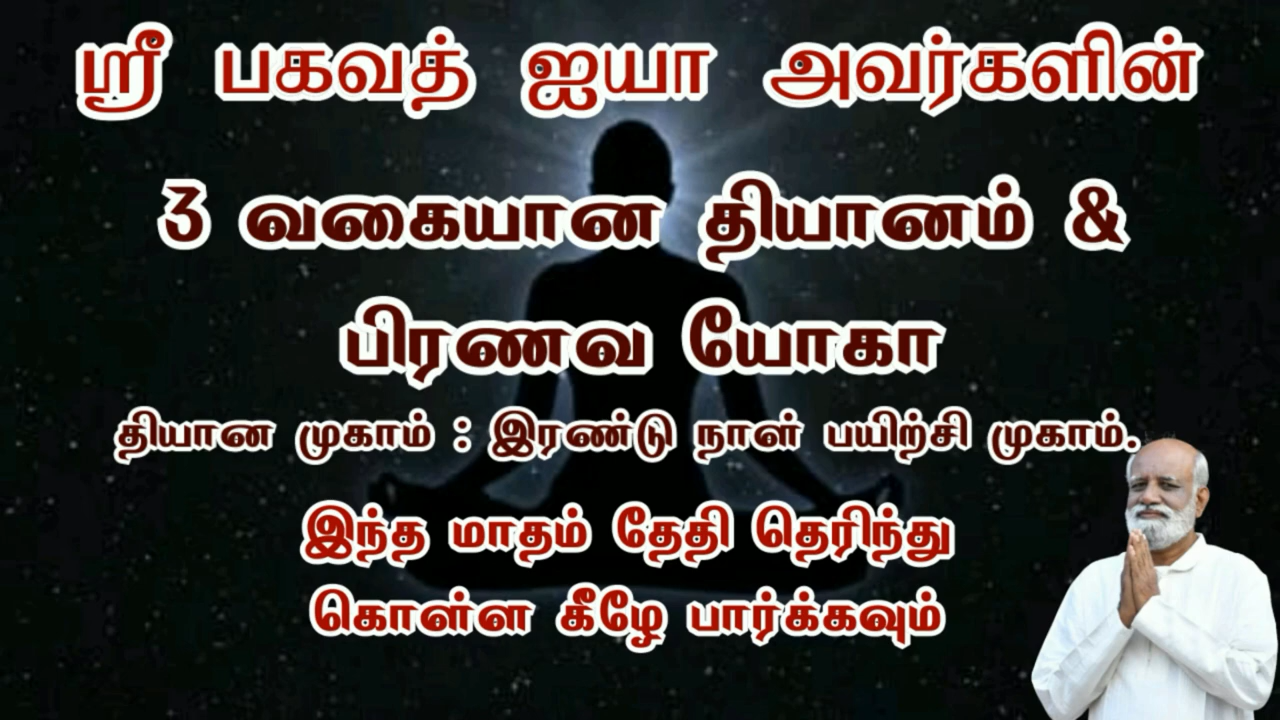 ஸ்ரீ பகவத் ஐயா அவர்களின்
3 வகையான தியானம் &
பிரணவ யோகா
தியான முகாம் : இரண்டு நாள் பயிற்சி முகாம்.
இந்த மாதம் தேதி தெரிந்து
கொள்ள கீழே பார்க்கவும்